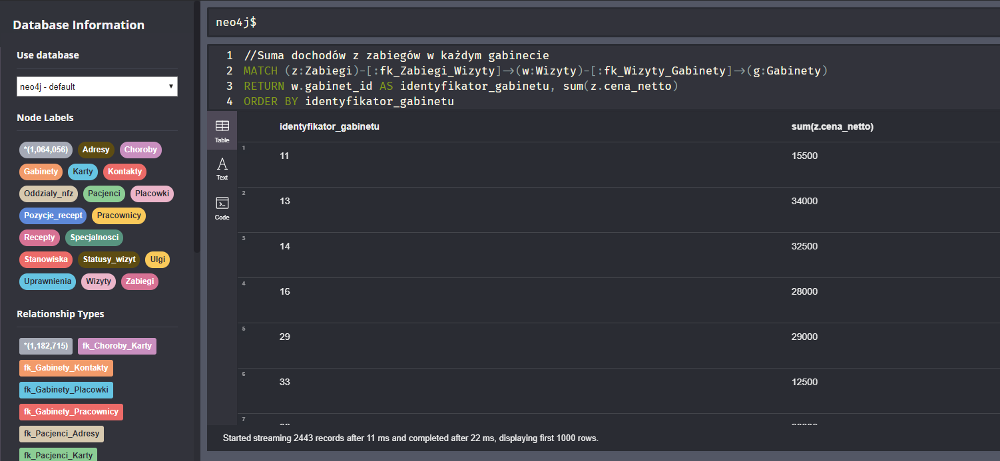 Database Information
Use database
neo4j - default
Node Labels
*(1,064,056) Adresy Choroby
Gabinety Karty Kontakty
Oddzialy_nfz Pacjenci Placowki
Pozycje_recept Pracownicy
Recepty Specjalnosci
Stanowiska Statusy_wizyt Ulgi
Uprawnienia Wizyty Zabiegi
Relationship Types
*(1,182,715) fk_Choroby_Karty
fk_Gabinety_Kontakty
fk_Gabinety_Placowki
fk_Gabinety_Pracownicy
fk_Pacjenci_Adresy
fk_Pacjenci_Karty
neo4j$
1 //Suma dochodów z zabiegów w każdym gabinecie
2 MATCH (z:Zabiegi)-[:fk_Zabiegi_Wizyty]->(w:Wizyty)-[:fk_Wizyty_Gabinety]->(g:Gabinety)
3 RETURN w.gabinet_id AS identyfikator_gabinetu, sum(z.cena_netto)
4 ORDER BY identyfikator_gabinetu
Table
Text
Code
identyfikator_gabinetu sum(z.cena_netto)
1 11 15500
2 13 34000
3 14 32500
4 16 28000
5 29 29000
6 33 12500
7
Started streaming 2443 records after 11 ms and completed after 22 ms, displaying first 1000 rows.